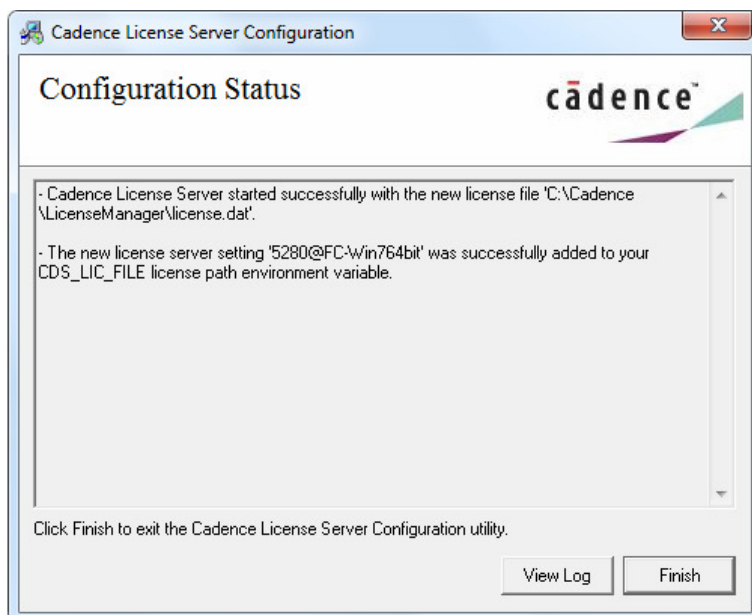 Cadence License Server Configuration
Configuration Status
cādence™
- Cadence License Server started successfully with the new license file 'C:\Cadence
\LicenseManager\license.dat'.
- The new license server setting '5280@FC-Win764bit' was successfully added to your
CDS_LIC_FILE license path environment variable.
Click Finish to exit the Cadence License Server Configuration utility.
View Log
Finish